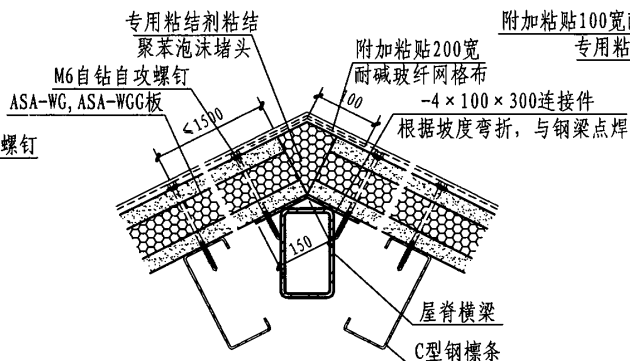 专用粘结剂粘结
聚苯泡沫堵头
M6自钻自攻螺钉
ASA-WG, ASA-WGG板
螺钉
附加粘贴200宽
耐碱玻纤网格布
附加粘贴100宽
专用粘
-4×100×300连接件
根据坡度弯折，与钢梁点焊
≤1500
100
150
屋脊横梁
C型钢檩条